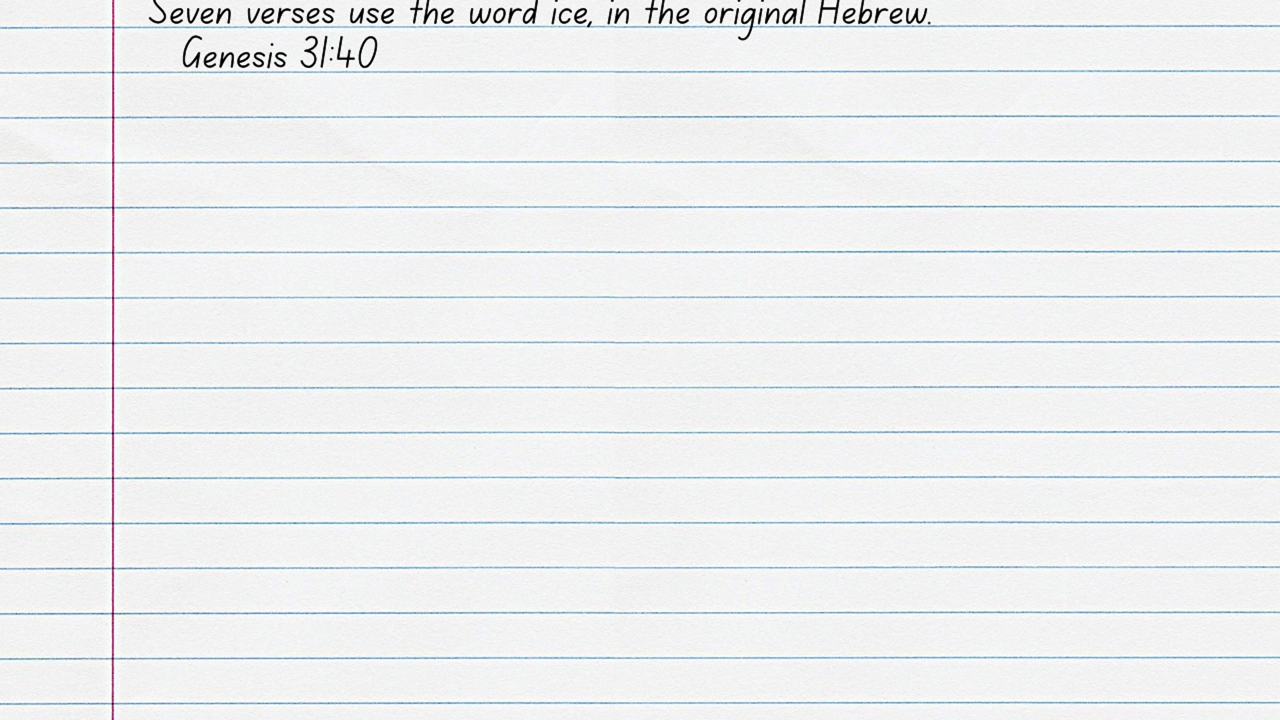 Seven verses use the word ice, in the original Hebrew.
Genesis 31:40